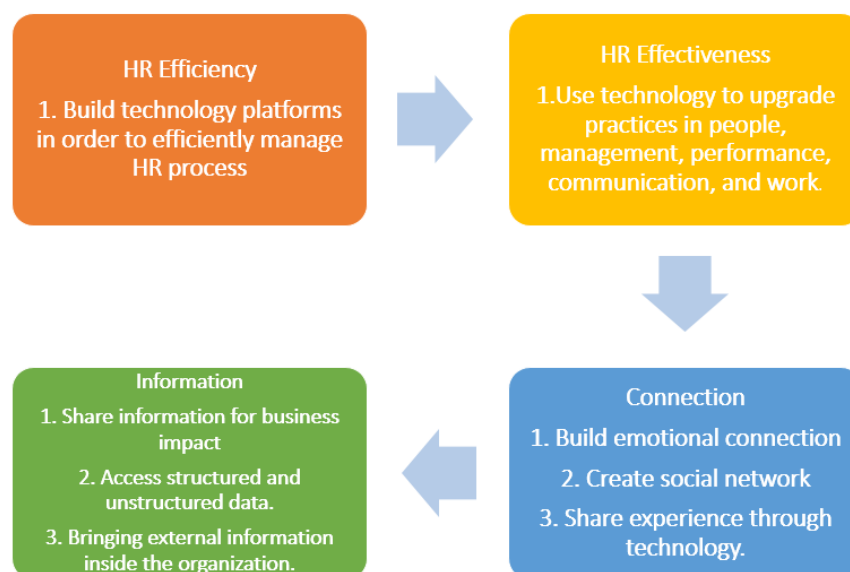 HR Efficiency
1. Build technology platforms
in order to efficiently manage
HR process
HR Effectiveness
1.Use technology to upgrade
practices in people,
management, performance,
communication, and work.
Information
1. Share information for business
impact
2. Access structured and
unstructured data.
3. Bringing external information
inside the organization.
Connection
1. Build emotional connection
2. Create social network
3. Share experience through
technology.